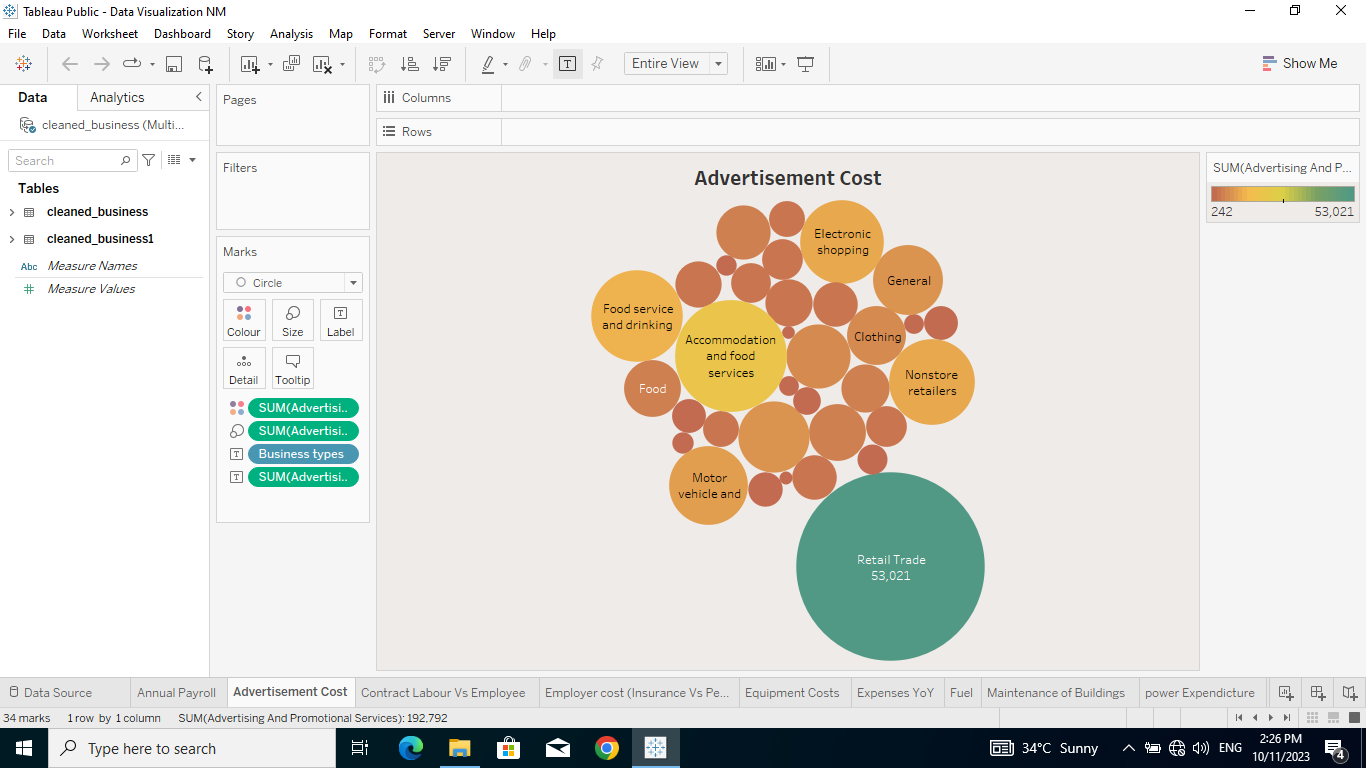 Tableau Public - Data Visualization NM
File Data Worksheet Dashboard Story Analysis Map Format Server Window Help
Entire View
Show Me
Data Analytics
cleaned_business (Multi...
Search
Tables
cleaned_business
cleaned_business1
Abc Measure Names
# Measure Values
Pages
Filters
Marks
Circle
Colour Size Label
Detail Tooltip
SUM(Advertisi..
SUM(Advertisi..
Business types
SUM(Advertisi..
Columns
Rows
Advertisement Cost
Electronic
shopping
General
Food service
and drinking
Accommodation
and food
services
Clothing
Nonstore
retailers
Food
Motor
vehicle and
Retail Trade
53,021
SUM(Advertising And P...
242 53,021
Data Source Annual Payroll Advertisement Cost Contract Labour Vs Employee Employer cost (Insurance Vs Pe... Equipment Costs Expenses YoY Fuel Maintenance of Buildings power Expendicture
34 marks 1 row by 1 column SUM(Advertising And Promotional Services): 192,792
Type here to search
34°C Sunny
ENG
2:26 PM
10/11/2023
4